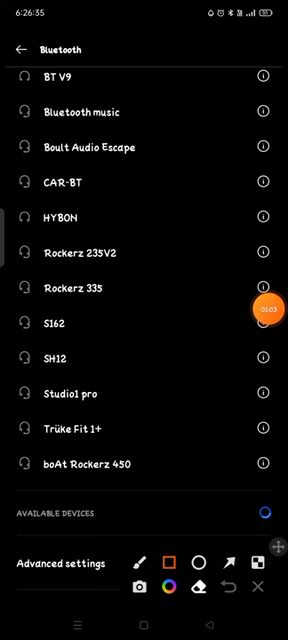 6:26:35
Bluetooth
BT V9
Bluetooth music
Boult Audio Escape
CAR-BT
HYBON
Rockerz 235V2
Rockerz 335
01:03
S162
SH12
Studio1 pro
Trüke Fit 1+
boAt Rockerz 450
AVAILABLE DEVICES
Advanced settings